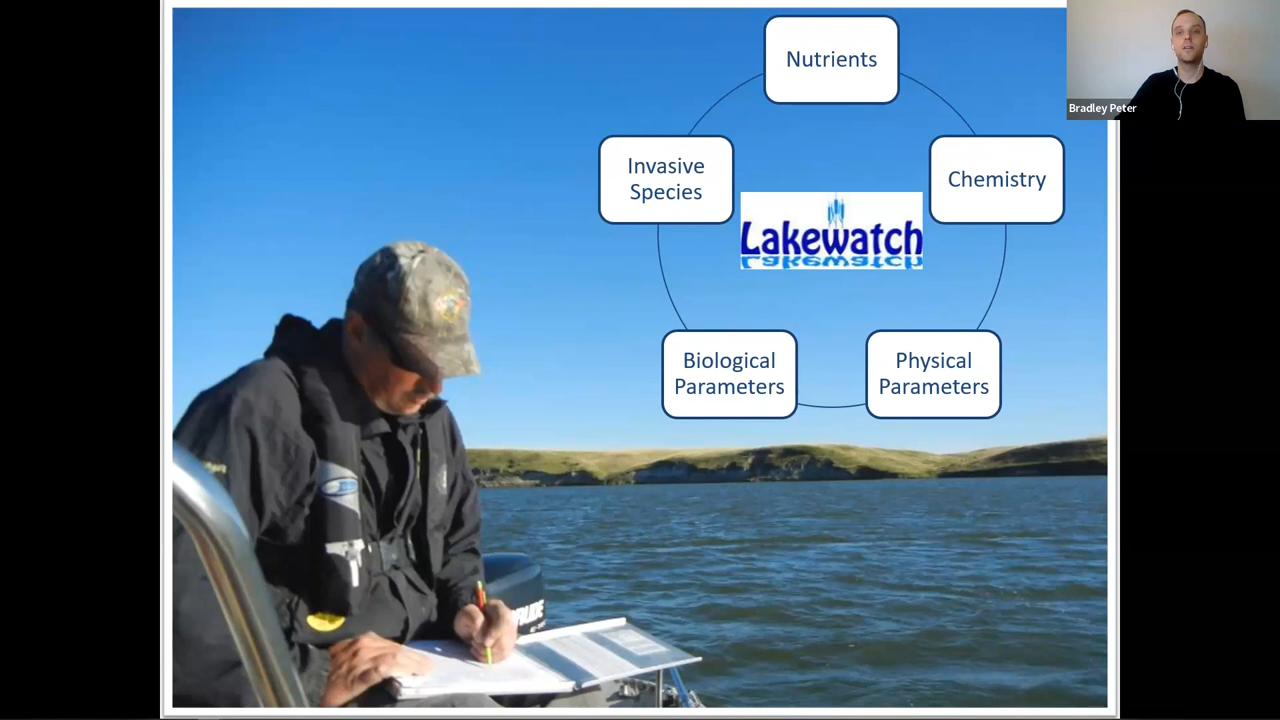 Nutrients
Bradley Peter
Invasive
Species
Chemistry
Lakewatch
Biological
Parameters
Physical
Parameters